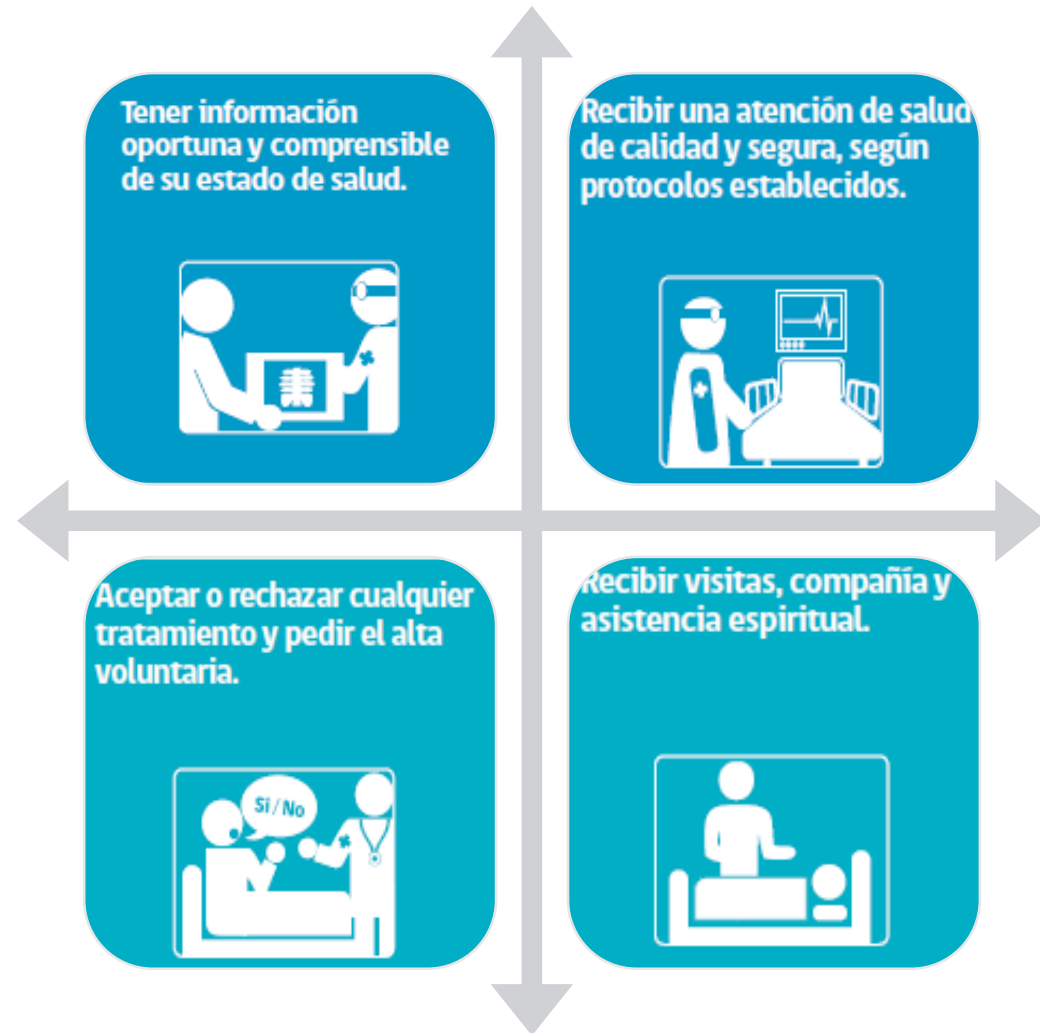 Tener información
oportuna y comprensible
de su estado de salud.
Recibir una atención de salud
de calidad y segura, según
protocolos establecidos.
Aceptar o rechazar cualquier
tratamiento y pedir el alta
voluntaria.
Si / No
Recibir visitas, compañía y
asistencia espiritual.